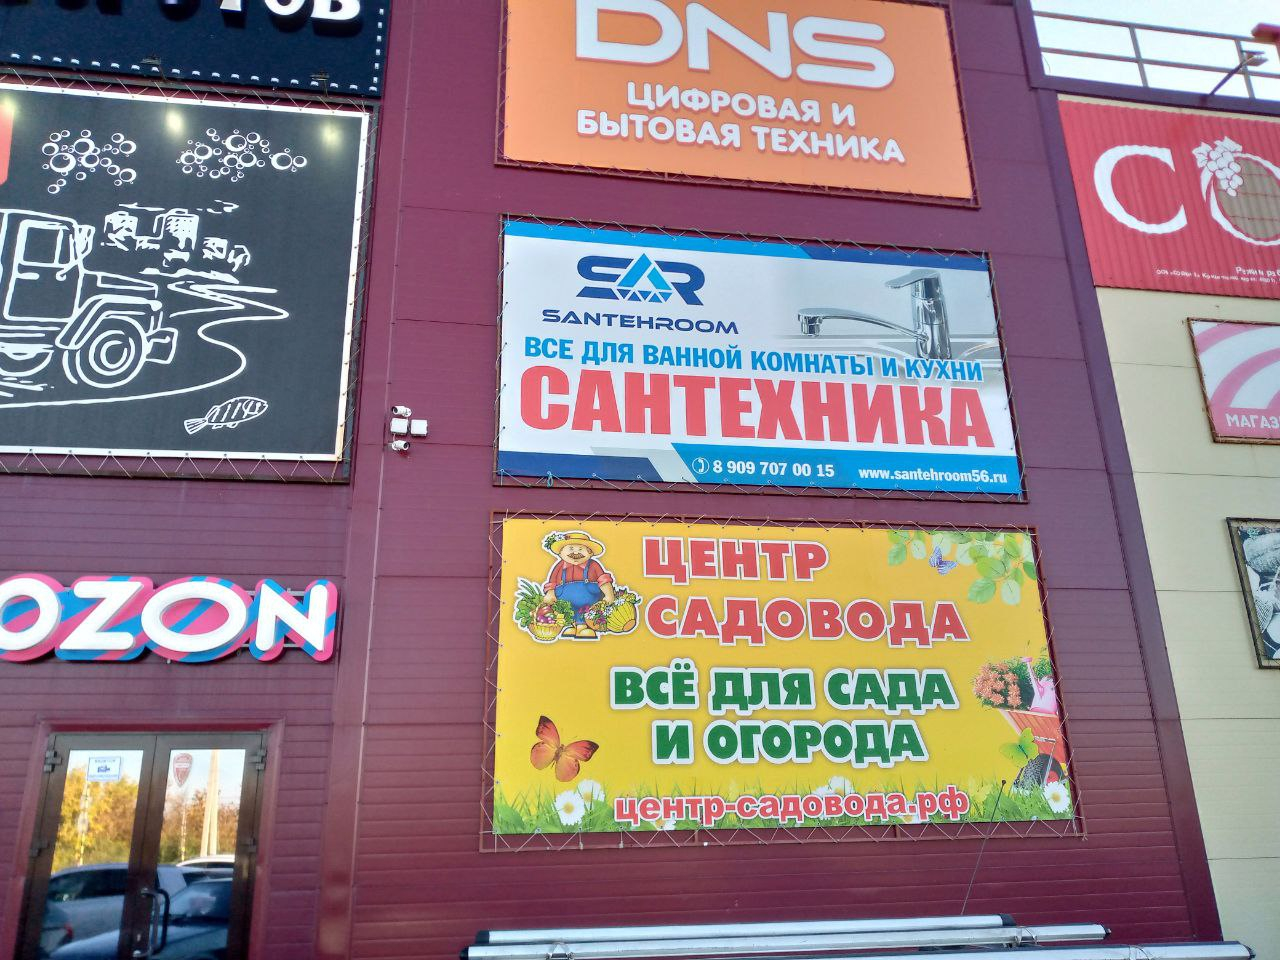 DNS
ЦИФРОВАЯ И
БЫТОВАЯ ТЕХНИКА
SANTEHROOM
ВСЕ ДЛЯ ВАННОЙ КОМНАТЫ И КУХНИ
САНТЕХНИКА
8 909 707 00 15 www.santehroom56.ru
OZON
ЦЕНТР
САДОВОДА
ВСЁ ДЛЯ САДА
И ОГОРОДА
центр-садовода.рф